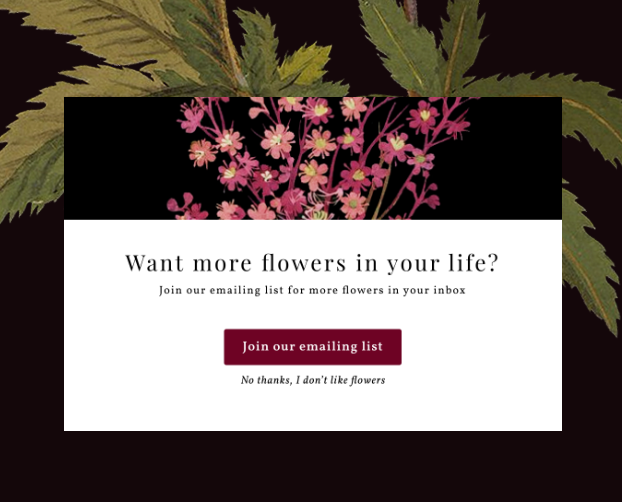 Want more flowers in your life?
Join our emailing list for more flowers in your inbox
Join our emailing list
No thanks, I don't like flowers